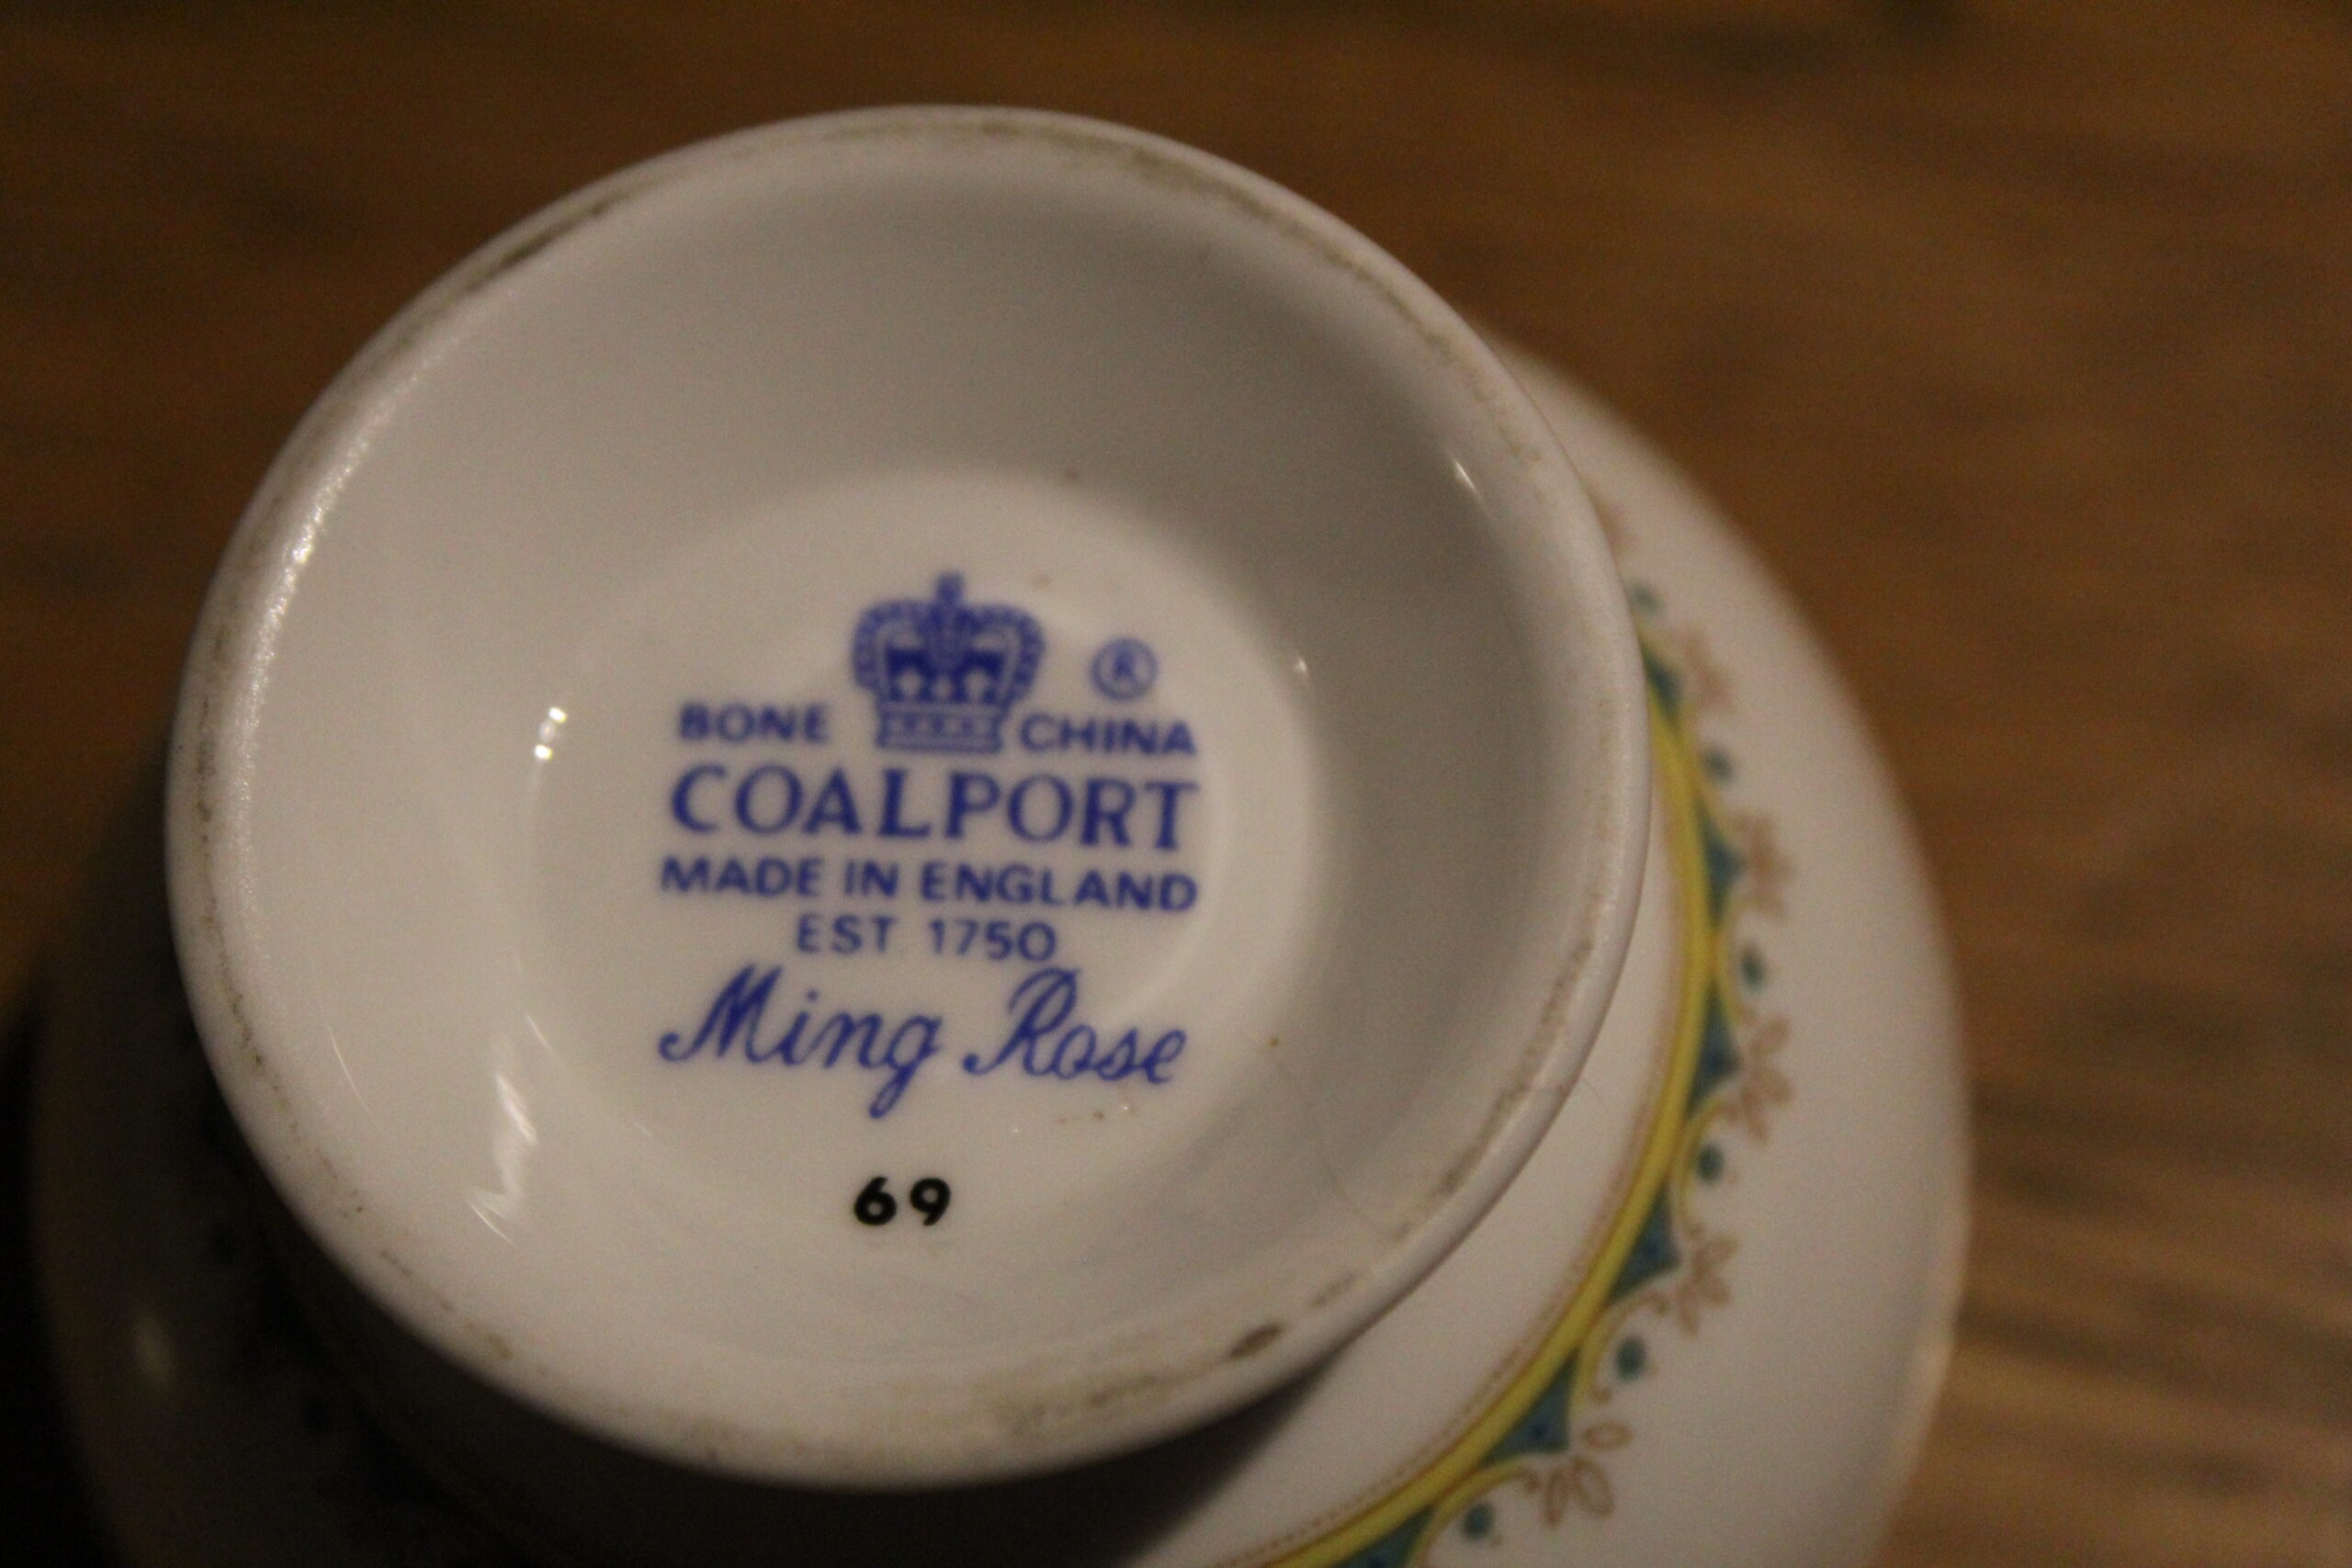 ®
BONE CHINA
COALPORT
MADE IN ENGLAND
EST 1750
Ming Rose
69